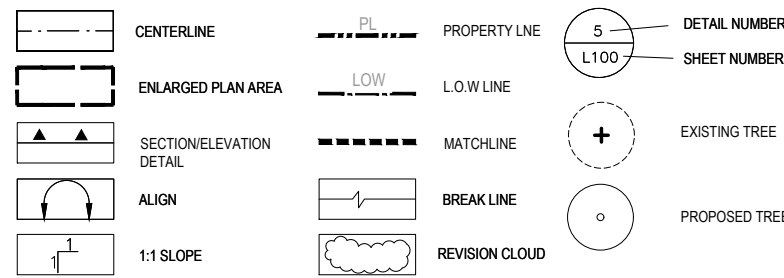 CENTERLINE
ENLARGED PLAN AREA
SECTION/ELEVATION
DETAIL
ALIGN
1
1
1:1 SLOPE
PL
PROPERTY LNE
LOW
L.O.W LINE
MATCHLINE
BREAK LINE
REVISION CLOUD
5
L100
DETAIL NUMBER
SHEET NUMBER
EXISTING TREE
PROPOSED TREE